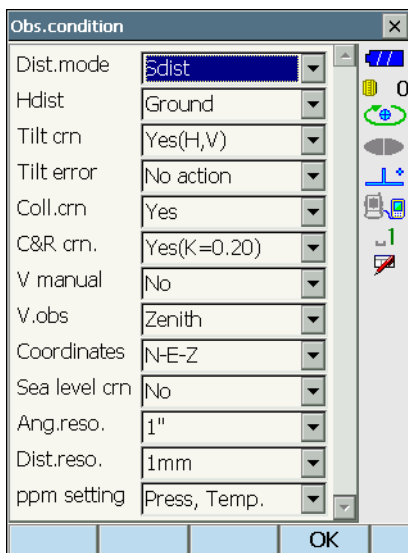 Obs.condition
Dist.mode Sdist
Hdist Ground
Tilt crn Yes(H,V)
Tilt error No action
Coll.crn Yes
C&R crn. Yes(K=0.20)
V manual No
V.obs Zenith
Coordinates N-E-Z
Sea level crn No
Ang.reso. 1"
Dist.reso. 1mm
ppm setting Press, Temp.
0
1
OK